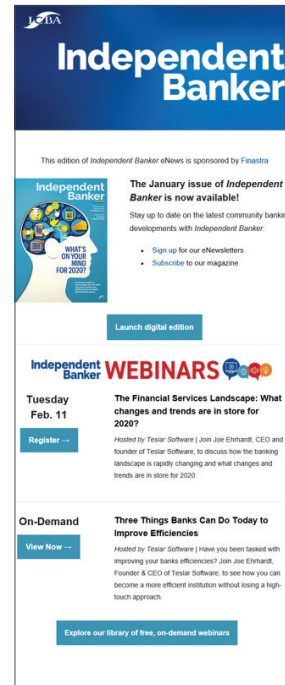 ICBA
Independent
Banker
This edition of Independent Banker eNews is sponsored by Finastra
Independent
Banker
WHAT'S
ON YOUR
MIND
FOR 2020?
The January issue of Independent
Banker is now available!
Stay up to date on the latest community bankin
developments with Independent Banker:
• Sign up for our eNewsletters
• Subscribe to our magazine
Launch digital edition
Independent
Banker
WEBINARS
Tuesday
Feb. 11
Register →
The Financial Services Landscape: What
changes and trends are in store for
2020?
Hosted by Teslar Software | Join Joe Ehrhardt, CEO and
founder of Teslar Software, to discuss how the banking
landscape is rapidly changing and what changes and
trends are in store for 2020.
On-Demand
View Now →
Three Things Banks Can Do Today to
Improve Efficiencies
Hosted by Teslar Software | Have you been tasked with
improving your banks efficiencies? Join Joe Ehrhardt,
Founder & CEO of Teslar Software, to see how you can
become a more efficient institution without losing a high-
touch approach.
Explore our library of free, on-demand webinars